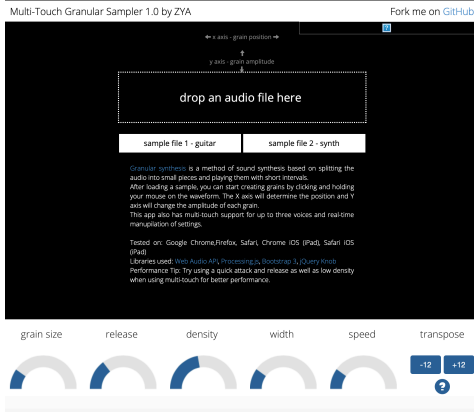 Multi-Touch Granular Sampler 1.0 by ZYA
Fork me on GitHub
x axis - grain position
y axis - grain amplitude
drop an audio file here
sample file 1 - guitar
sample file 2 - synth
Granular synthesis is a method of sound synthesis based on splitting the
audio into small pieces and playing them with short intervals.
After loading a sample, you can start creating grains by clicking and holding
your mouse on the waveform. The X axis will determine the position and Y
axis will change the amplitude of each grain.
This app also has multi-touch support for up to three voices and real-time
manupilation of settings.
Tested on: Google Chrome,Firefox, Safari, Chrome iOS (iPad), Safari iOS
(iPad)
Libraries used: Web Audio API, Processing.js, Bootstrap 3, jQuery Knob
Performance Tip: Try using a quick attack and release as well as low density
when using multi-touch for better performance.
grain size
release
density
width
speed
transpose
-12
+12
?